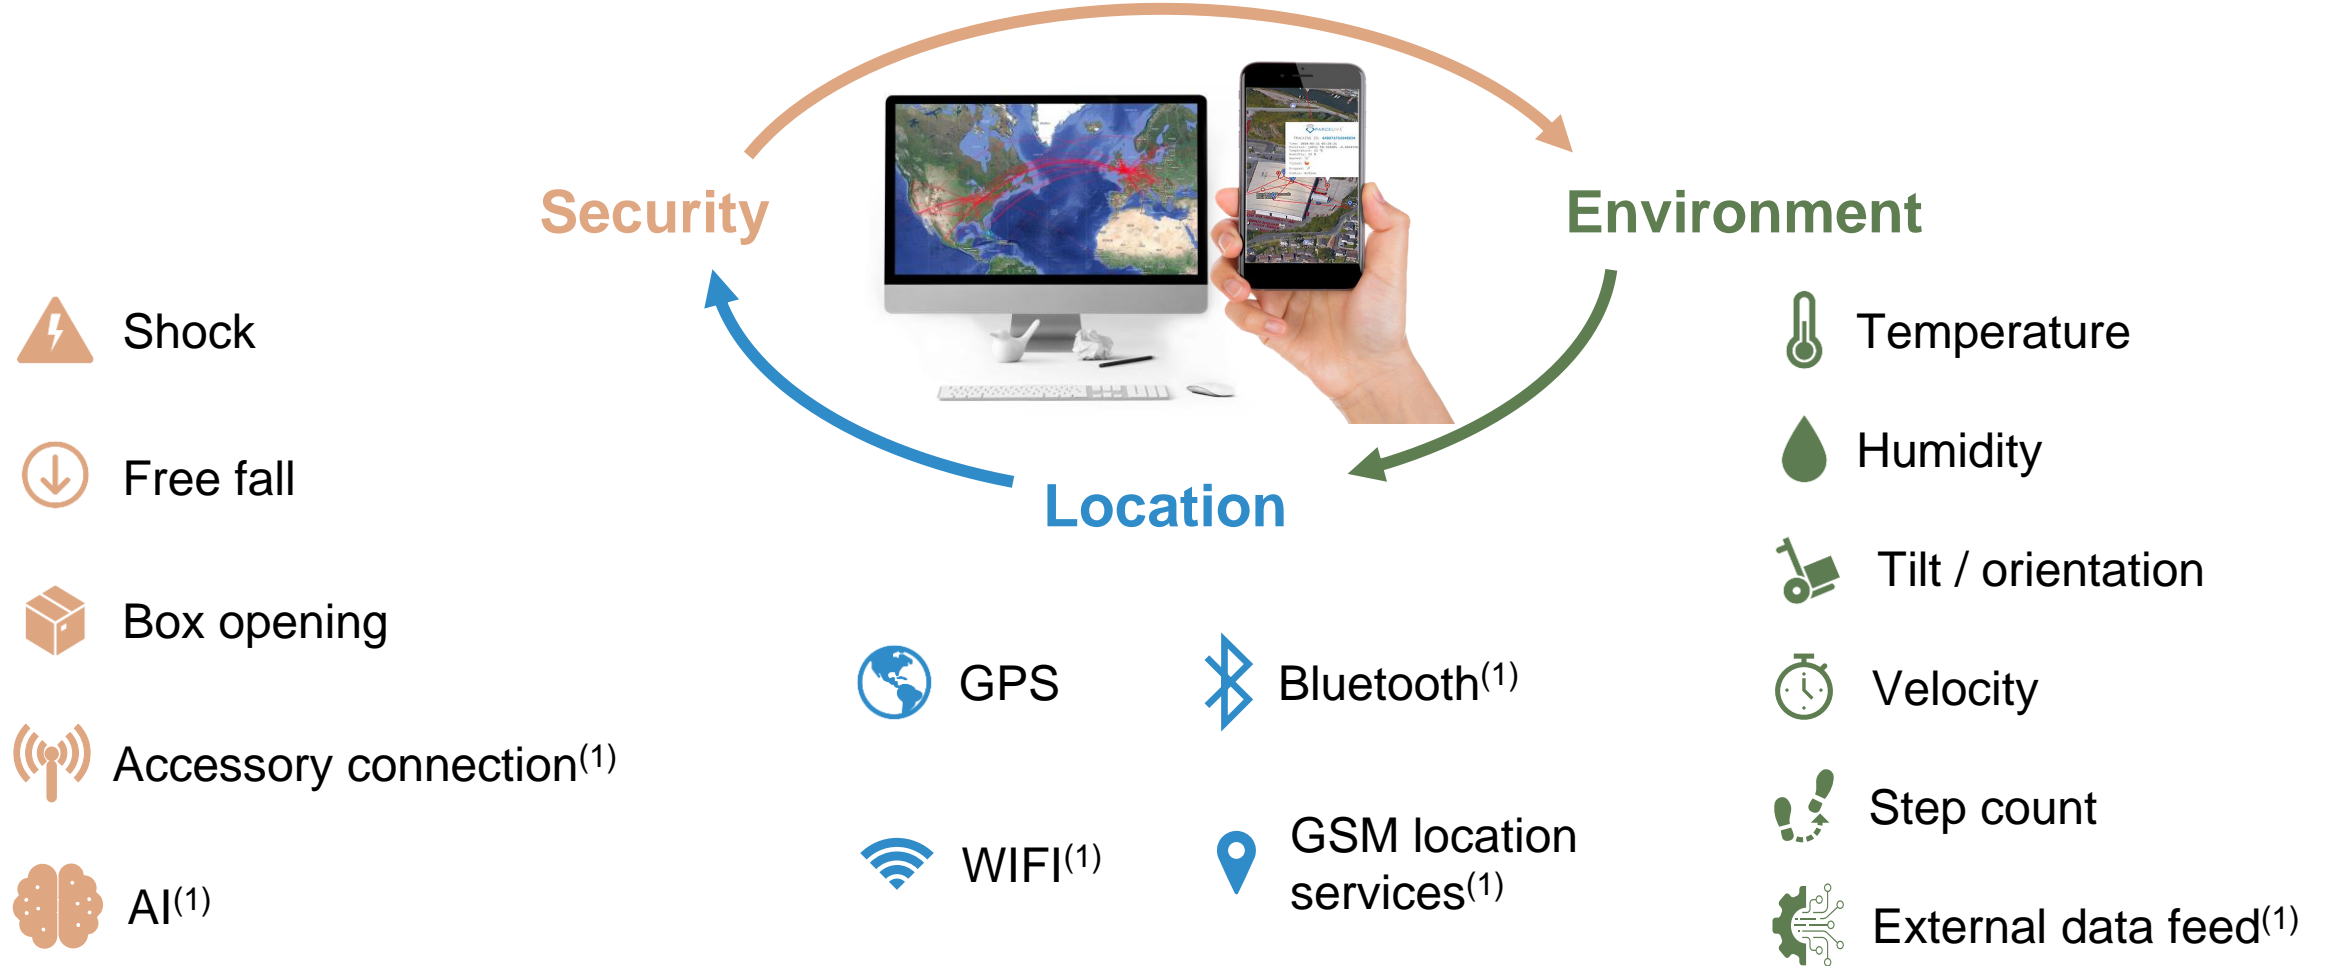 Security
Environment
Location
PARCELLIVE
Shock
Free fall
Box opening
Accessory connection(1)
AI(1)
GPS
Bluetooth(1)
WIFI(1)
GSM location
services(1)
Temperature
Humidity
Tilt / orientation
Velocity
Step count
External data feed(1)